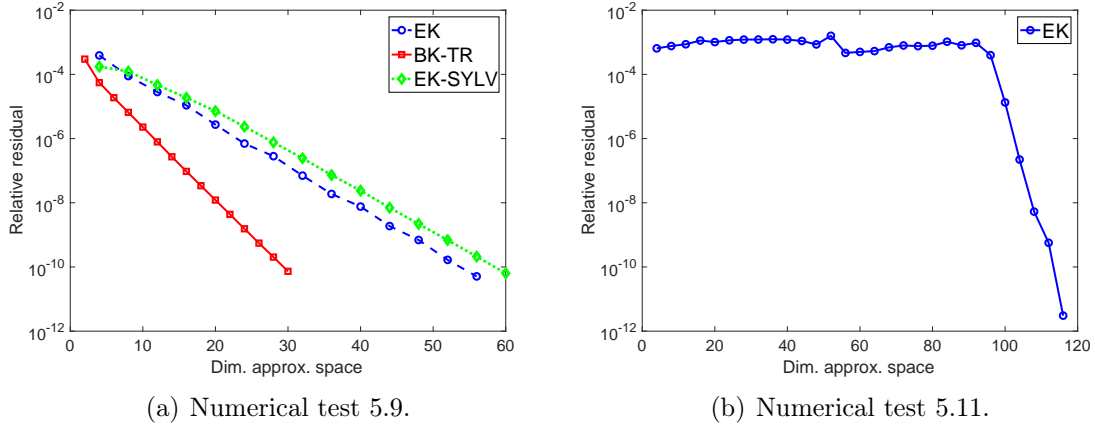 10^-2
10^-4
10^-6
10^-8
10^-10
10^-12
Relative residual
0 10 20 30 40 50 60
Dim. approx. space
EK
BK-TR
EK-SYLV
(a) Numerical test 5.9.
10^-2
10^-4
10^-6
10^-8
10^-10
10^-12
Relative residual
0 20 40 60 80 100 120
Dim. approx. space
EK
(b) Numerical test 5.11.